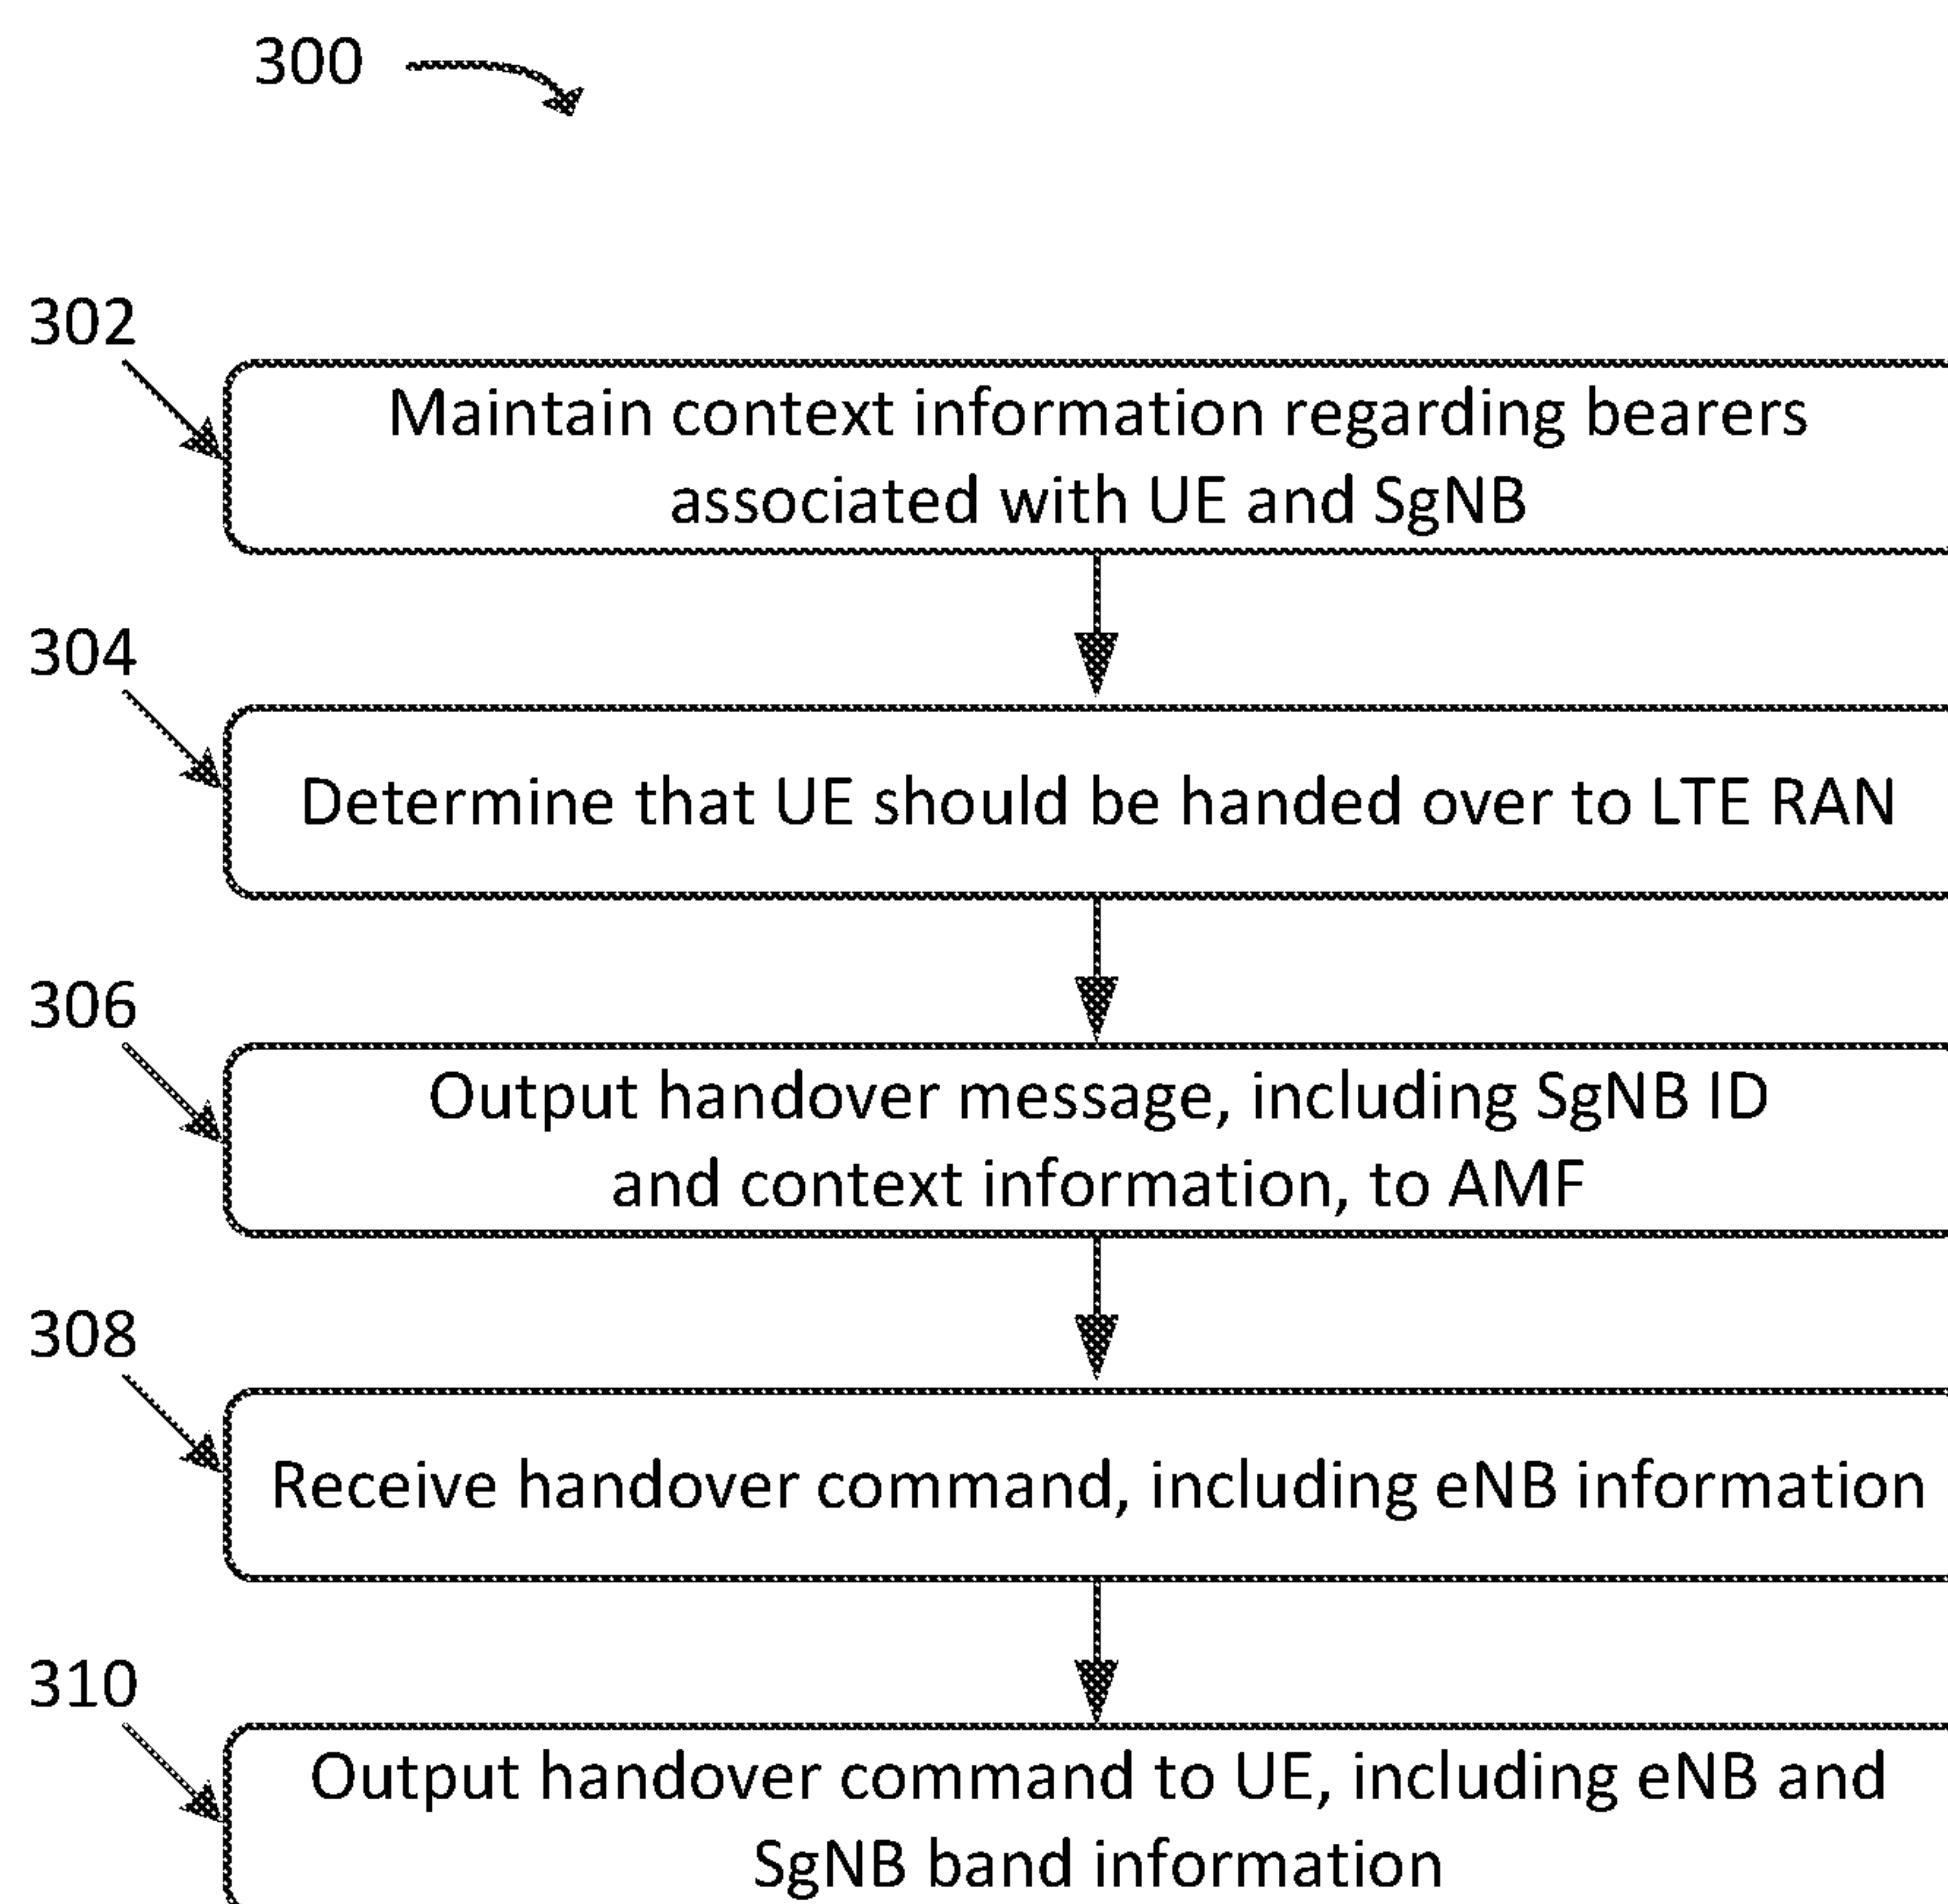 300
302
Maintain context information regarding bearers
associated with UE and SgNB
304
Determine that UE should be handed over to LTE RAN
306
Output handover message, including SgNB ID
and context information, to AMF
308
Receive handover command, including eNB information
310
Output handover command to UE, including eNB and
SgNB band information